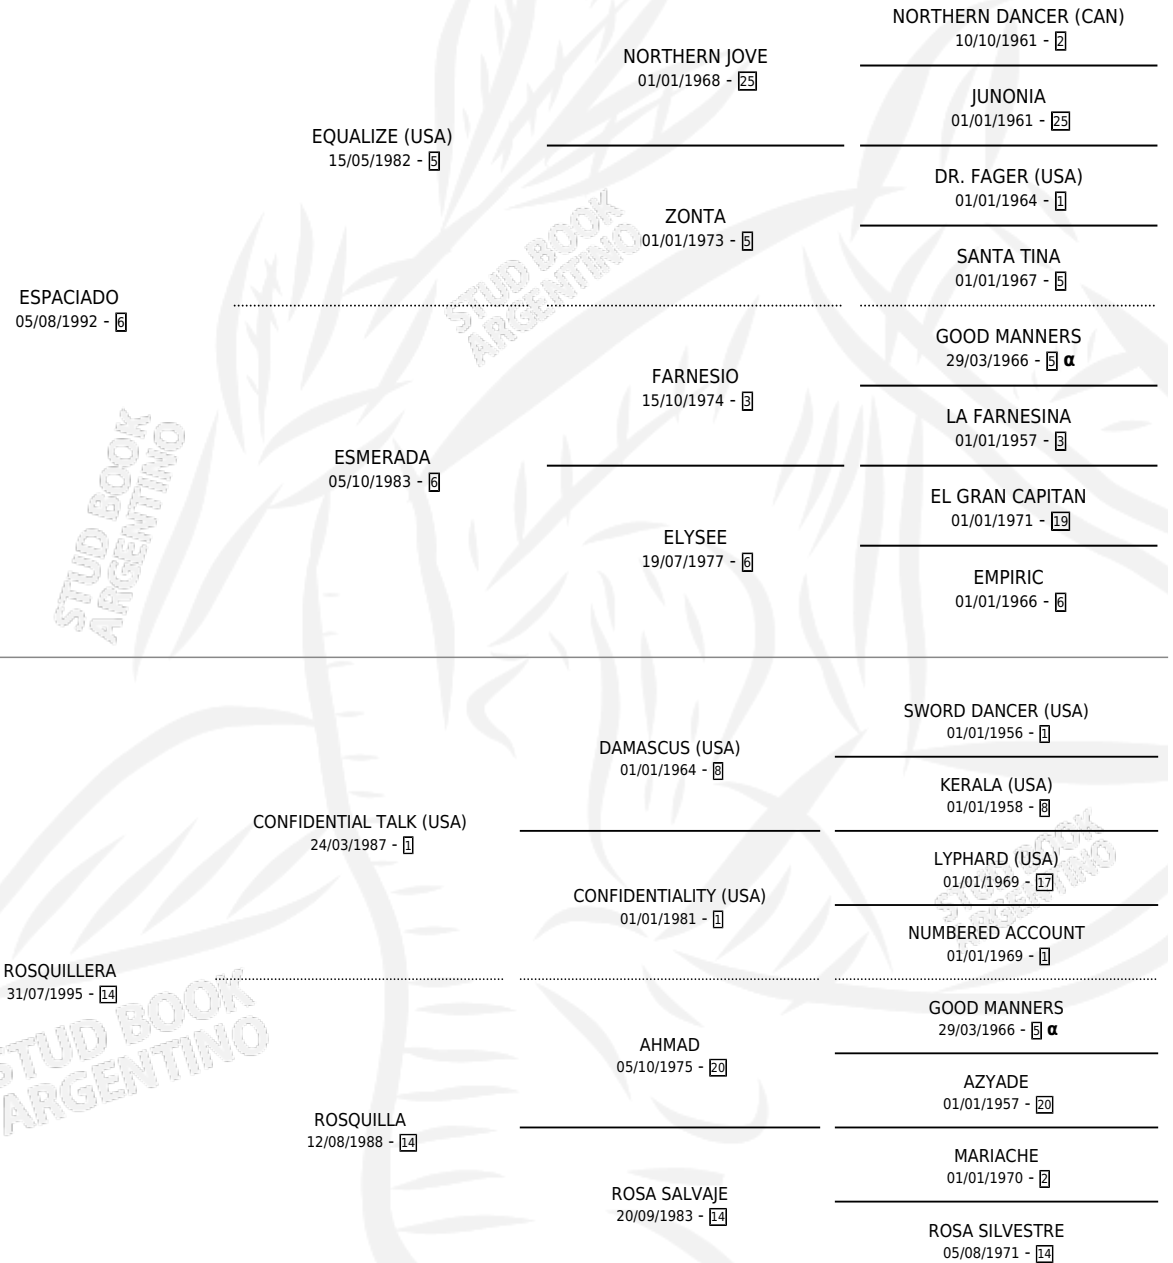 NORTHERN DANCER (CAN)
10/10/1961 - 2
NORTHERN JOVE
01/01/1968 - 25
JUNONIA
01/01/1961 - 25
EQUALIZE (USA)
15/05/1982 - 5
DR. FAGER (USA)
01/01/1964 - 1
ZONTA
01/01/1973 - 5
SANTA TINA
01/01/1967 - 5
STUD BOOK
ARGENTINO
ESPACIADO
05/08/1992 - 6
GOOD MANNERS
29/03/1966 - 5 α
FARNESIO
15/10/1974 - 3
LA FARNESINA
01/01/1957 - 3
ESMERADA
05/10/1983 - 6
EL GRAN CAPITAN
01/01/1971 - 19
ELYSEE
19/07/1977 - 6
EMPIRIC
01/01/1966 - 6
STUD BOOK
ARGENTINO
SWORD DANCER (USA)
01/01/1956 - 1
DAMASCUS (USA)
01/01/1964 - 8
KERALA (USA)
01/01/1958 - 8
CONFIDENTIAL TALK (USA)
24/03/1987 - 1
LYPHARD (USA)
01/01/1969 - 17
CONFIDENTIALITY (USA)
01/01/1981 - 1
NUMBERED ACCOUNT
01/01/1969 - 1
STUD BOOK
ARGENTINO
ROSQUILLERA
31/07/1995 - 14
GOOD MANNERS
29/03/1966 - 5 α
AHMAD
05/10/1975 - 20
AZYADE
01/01/1957 - 20
ROSQUILLA
12/08/1988 - 14
MARIACHE
01/01/1970 - 2
ROSA SALVAJE
20/09/1983 - 14
ROSA SILVESTRE
05/08/1971 - 14
STUD BOOK
ARGENTINO